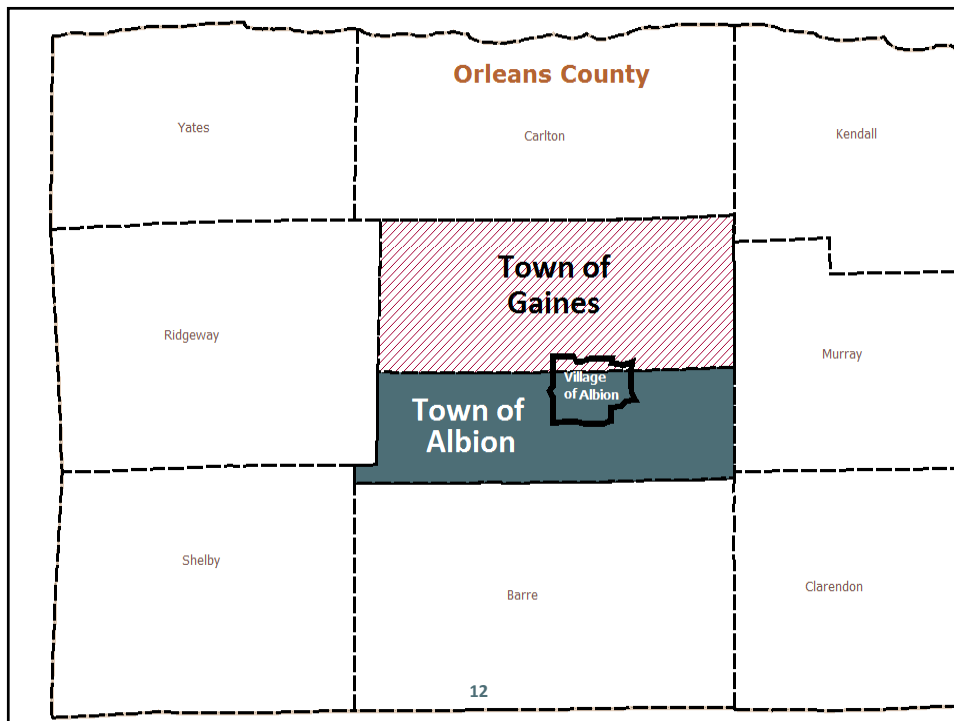 Orleans County
Yates
Carlton
Kendall
Town of
Gaines
Ridgeway
Murray
Village
of Albion
Town of
Albion
Shelby
Barre
Clarendon
12